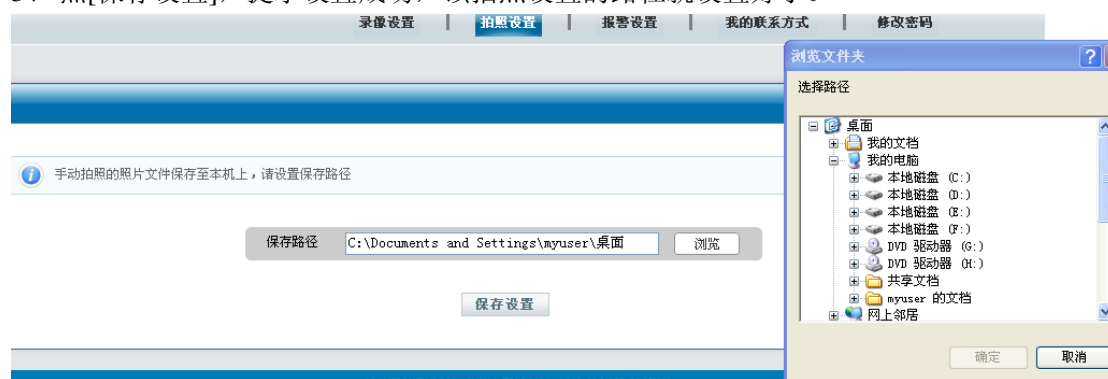 录像设置 | 拍照设置 | 报警设置 | 我的联系方式 | 修改密码
浏览文件夹
选择路径
桌面
我的文档
我的电脑
本地磁盘 (C:)
本地磁盘 (D:)
本地磁盘 (E:)
本地磁盘 (F:)
DVD 驱动器 (G:)
DVD 驱动器 (H:)
共享文档
myuser 的文档
网上邻居
确定 取消
手动拍照的照片文件保存至本机上，请设置保存路径
保存路径 C:\Documents and Settings\myuser\桌面 浏览
保存设置